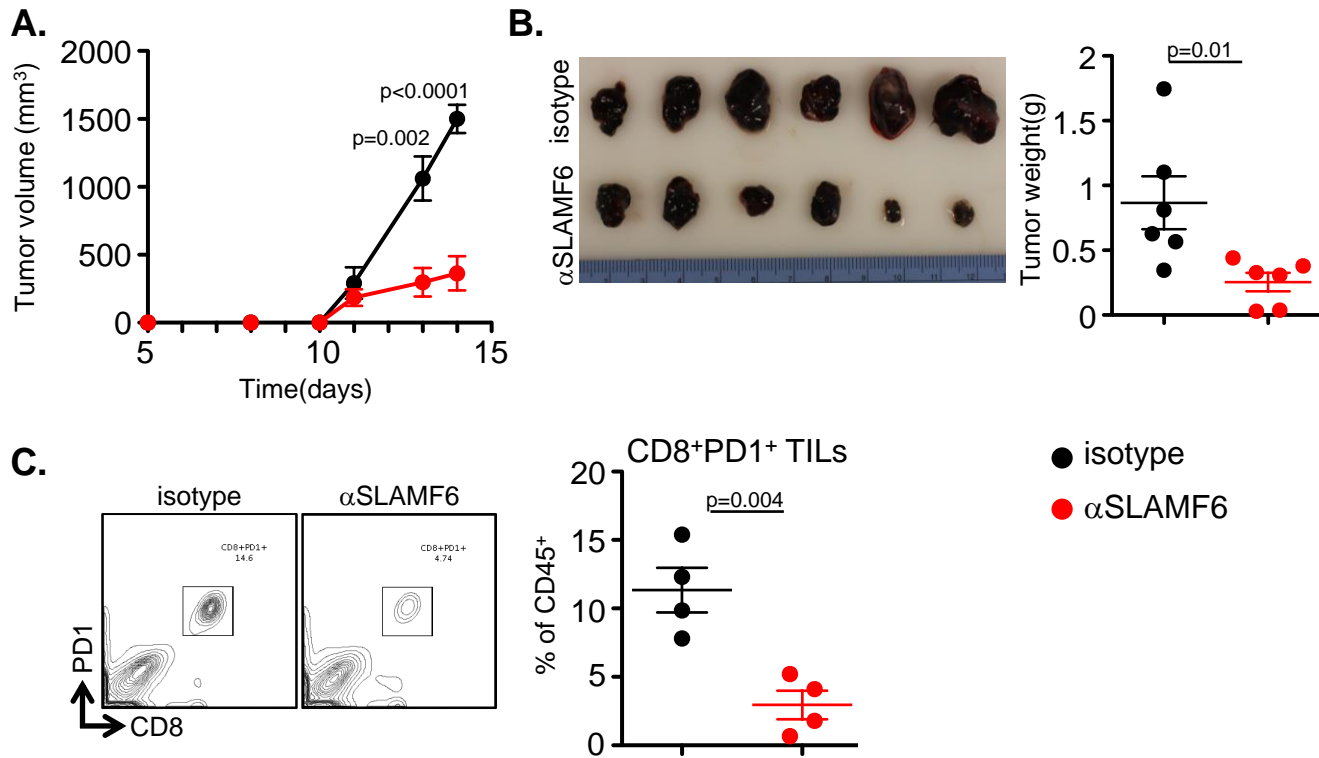 A.
Tumor volume (mm³)
2000
1500
1000
500
0
p<0.0001
p=0.002
5
10
15
Time(days)
B.
isotype
αSLAMF6
Tumor weight(g)
2
1.5
1
0.5
0
p=0.01
C.
isotype
αSLAMF6
CD8+PD1+
14.6
CD8+PD1+
4.74
PD1
CD8
CD8⁺PD1⁺ TILs
% of CD45⁺
20
15
10
5
0
p=0.004
isotype
αSLAMF6